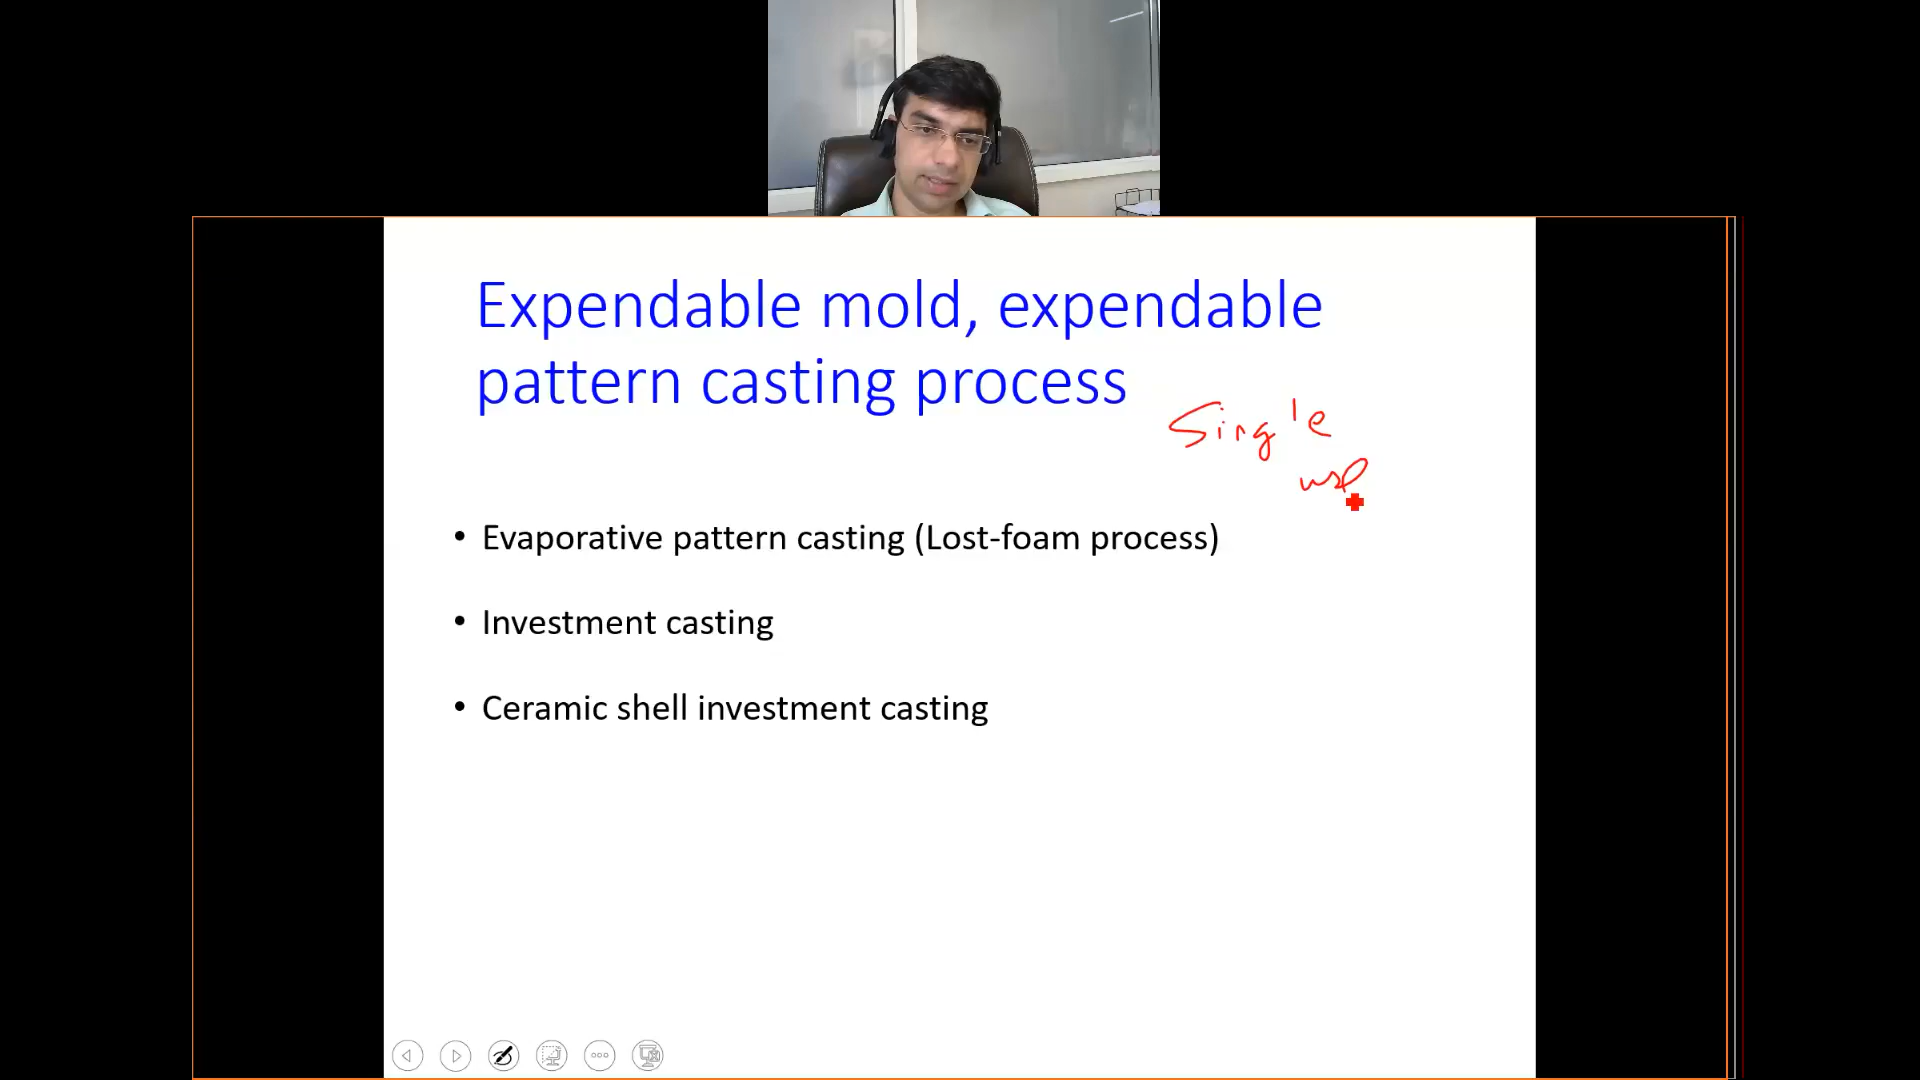 Expendable mold, expendable
pattern casting process
Single
use
• Evaporative pattern casting (Lost-foam process)
• Investment casting
• Ceramic shell investment casting